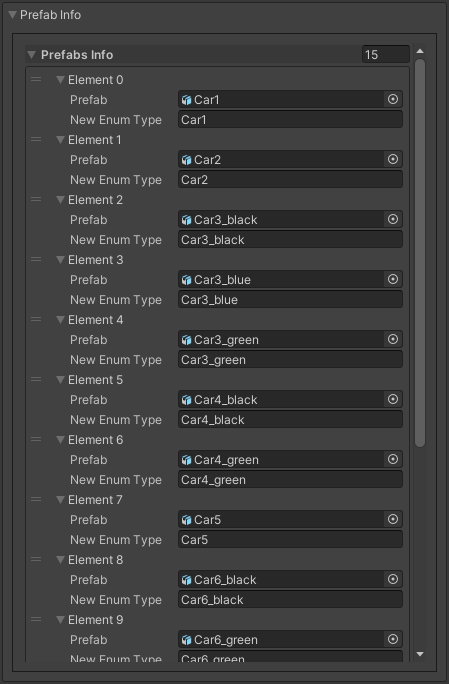 Prefab Info
Prefabs Info 15
Element 0
Prefab Car1
New Enum Type Car1
Element 1
Prefab Car2
New Enum Type Car2
Element 2
Prefab Car3_black
New Enum Type Car3_black
Element 3
Prefab Car3_blue
New Enum Type Car3_blue
Element 4
Prefab Car3_green
New Enum Type Car3_green
Element 5
Prefab Car4_black
New Enum Type Car4_black
Element 6
Prefab Car4_green
New Enum Type Car4_green
Element 7
Prefab Car5
New Enum Type Car5
Element 8
Prefab Car6_black
New Enum Type Car6_black
Element 9
Prefab Car6_green
New Enum Type Car6_green